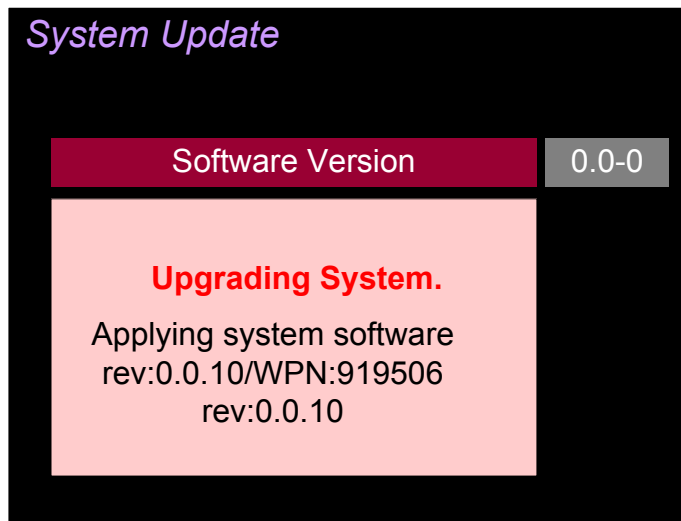 System Update
Software Version 0.0-0
Upgrading System.
Applying system software
rev:0.0.10/WPN:919506
rev:0.0.10